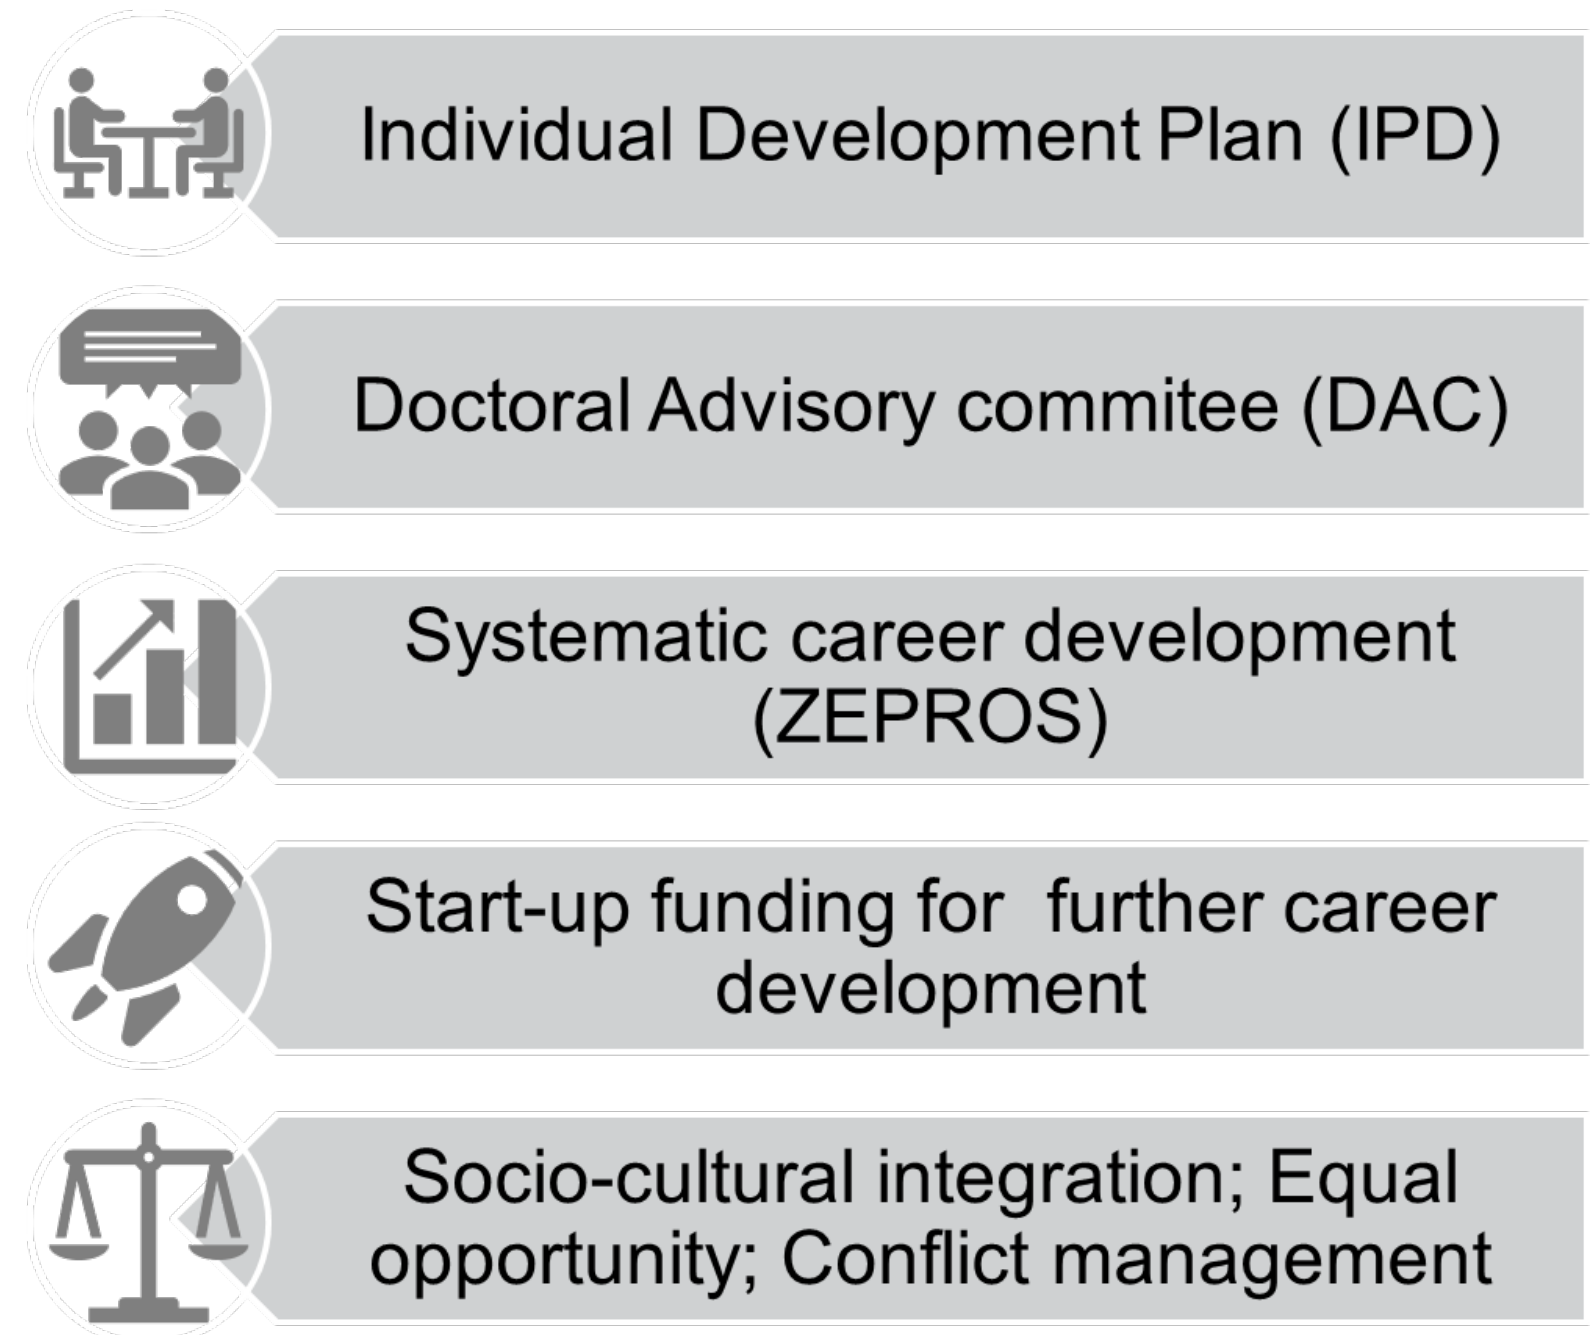 Individual Development Plan (IPD)
Doctoral Advisory commitee (DAC)
Systematic career development
(ZEPROS)
Start-up funding for  further career
development
Socio-cultural integration; Equal
opportunity; Conflict management